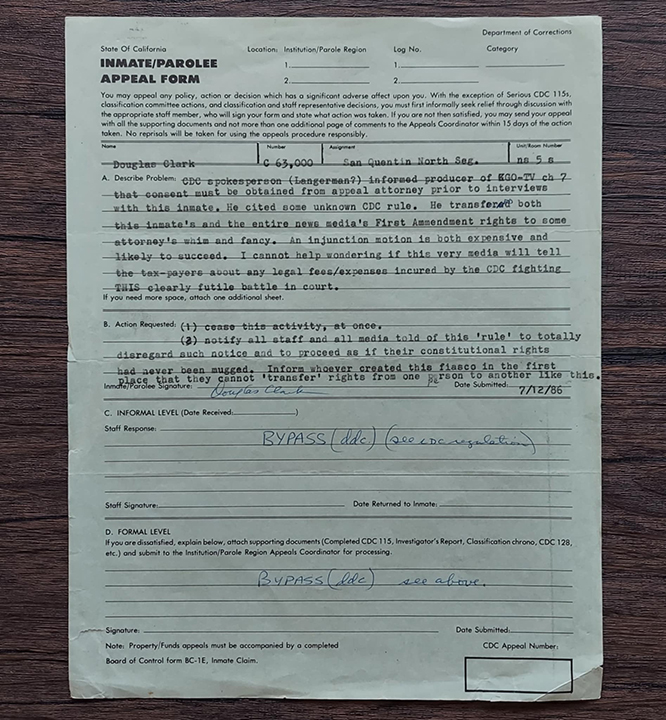 Department of Corrections
State Of California
Location: Institution/Parole Region
Log No.
Category
INMATE/PAROLEE
APPEAL FORM
1.
1.
2.
2.
You may appeal any policy, action or decision which has a significant adverse affect upon you. With the exception of Serious CDC 115s,
classification committee actions, and classification and staff representative decisions, you must first informally seek relief through discussion with
the appropriate staff member, who will sign your form and state what action was taken. If you are not then satisfied, you may send your appeal
with all the supporting documents and not more than one additional page of comments to the Appeals Coordinator within 15 days of the action
taken. No reprisals will be taken for using the appeals procedure responsibly.
Name Number Assignment Unit/Room Number
Douglas Clark C 63,000 San Quentin North Seg. ns 5 s
A. Describe Problem: CDC spokesperson (Langerman?) informed producer of KGO-TV ch 7
that consent must be obtained from appeal attorney prior to interviews
with this inmate. He cited some unknown CDC rule. He transfers both
this inmate's and the entire news media's First Ammendment rights to some
attorney's whim and fancy. An injunction motion is both expensive and
likely to succeed. I cannot help wondering if this very media will tell
the tax-payers about any legal fees/expenses incured by the CDC fighting
THIS clearly futile battle in court.
If you need more space, attach one additional sheet.
B. Action Requested: (1) cease this activity, at once.
(2) notify all staff and all media told of this 'rule' to totally
disregard such notice and to proceed as if their constitutional rights
had never been mugged. Inform whoever created this fiasco in the first
place that they cannot 'transfer' rights from one person to another like this.
Inmate/Parolee Signature: Douglas Clark Date Submitted: 7/12/86
C. INFORMAL LEVEL (Date Received: )
Staff Response:
BYPASS (ddc) (see CDC regulation)
Staff Signature: Date Returned to Inmate:
D. FORMAL LEVEL
If you are dissatisfied, explain below, attach supporting documents (Completed CDC 115, Investigator's Report, Classification chrono, CDC 128,
etc.) and submit to the Institution/Parole Region Appeals Coordinator for processing.
BYPASS (ddc) see above.
Signature: Date Submitted:
Note: Property/Funds appeals must be accompanied by a completed CDC Appeal Number:
Board of Control form BC-1E, Inmate Claim.